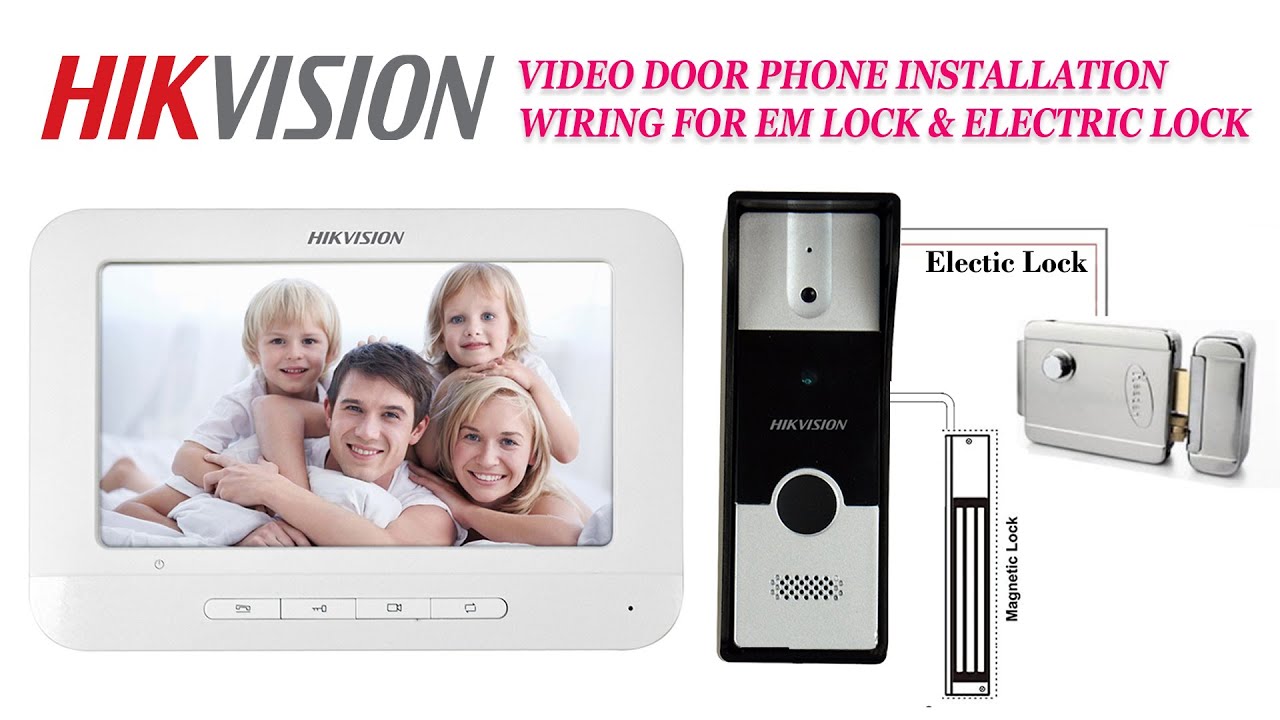 HIKVISION
VIDEO DOOR PHONE INSTALLATION
WIRING FOR EM LOCK & ELECTRIC LOCK
HIKVISION
Electic Lock
HIKVISION
Magnetic Lock